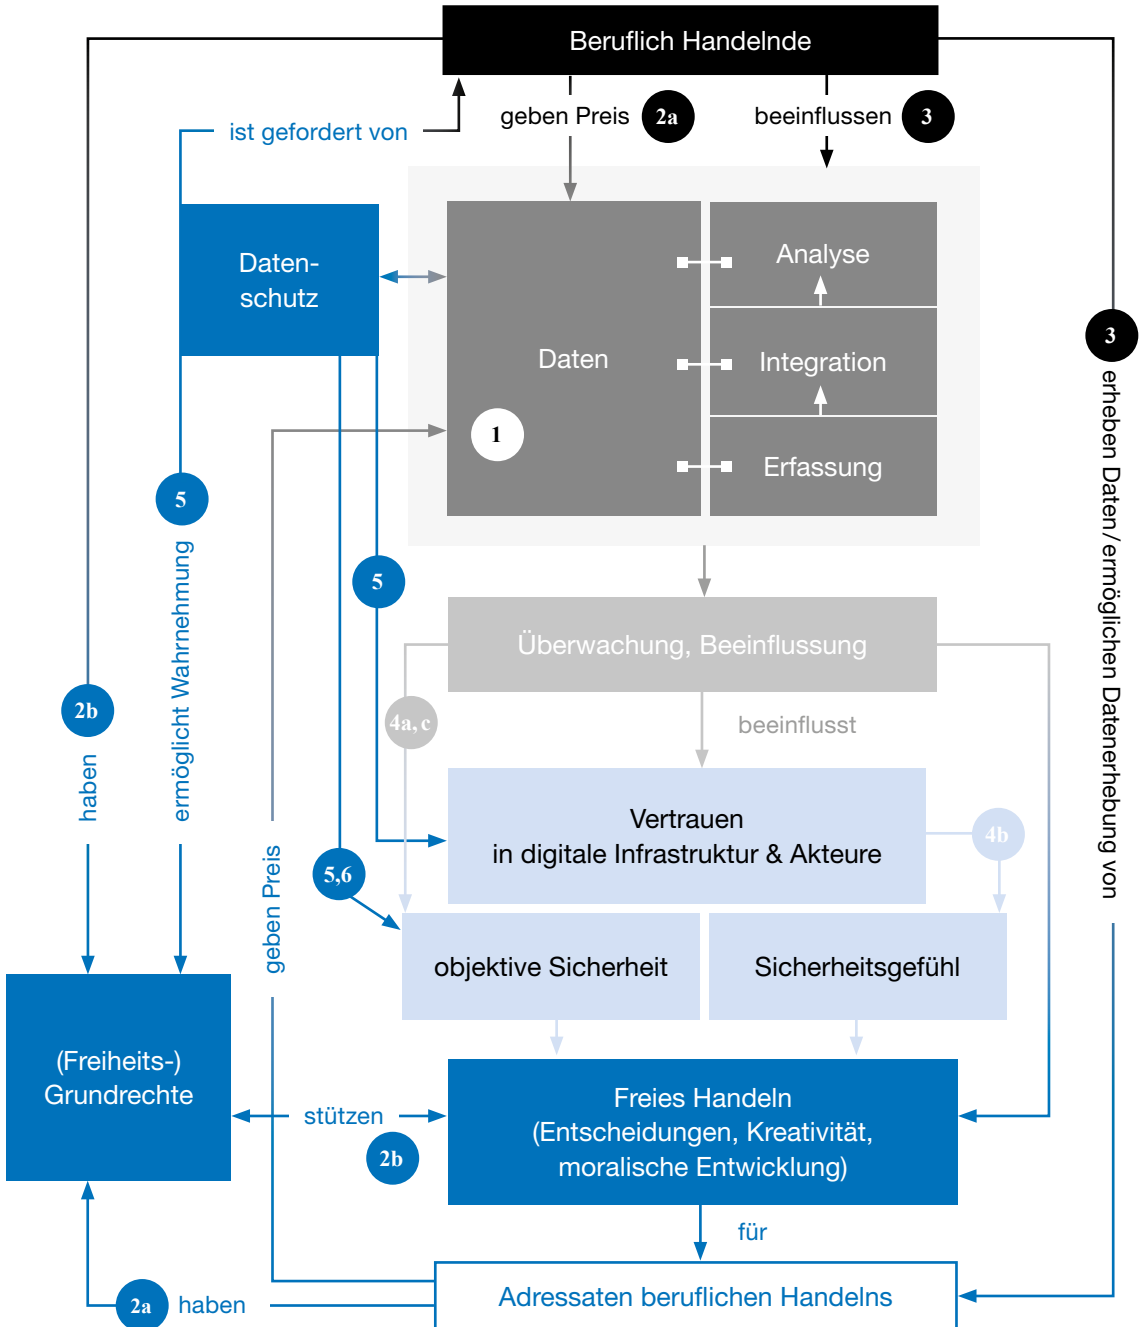 Beruflich Handelnde
geben Preis
2a
beeinflussen
3
ist gefordert von
Daten-
schutz
Daten
1
Analyse
Integration
Erfassung
3
erheben Daten/ermöglichen Datenerhebung von
5
ermöglicht Wahrnehmung
5
Überwachung, Beeinflussung
4a, c
beeinflusst
2b
haben
Vertrauen
in digitale Infrastruktur & Akteure
4b
5,6
geben Preis
objektive Sicherheit
Sicherheitsgefühl
(Freiheits-)
Grundrechte
stützen
2b
Freies Handeln
(Entscheidungen, Kreativität,
moralische Entwicklung)
für
2a
haben
Adressaten beruflichen Handelns